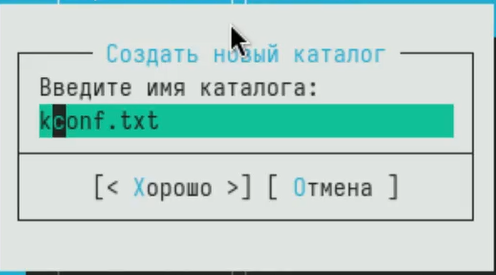 Создать новый каталог
Введите имя каталога:
kconf.txt
[< Хорошо >] [ Отмена ]